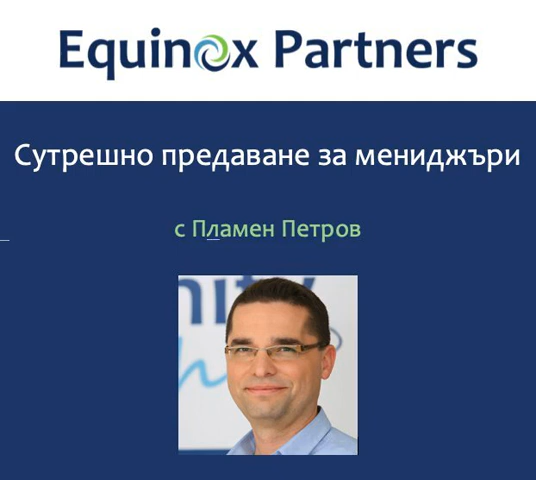 Equinox Partners
Сутрешно предаване за мениджъри
с Пламен Петров